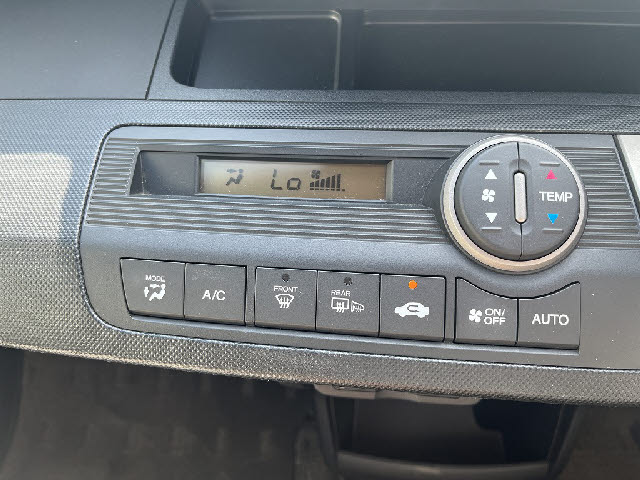 Lo
TEMP
MODE
A/C
FRONT
REAR
ON/
OFF
AUTO